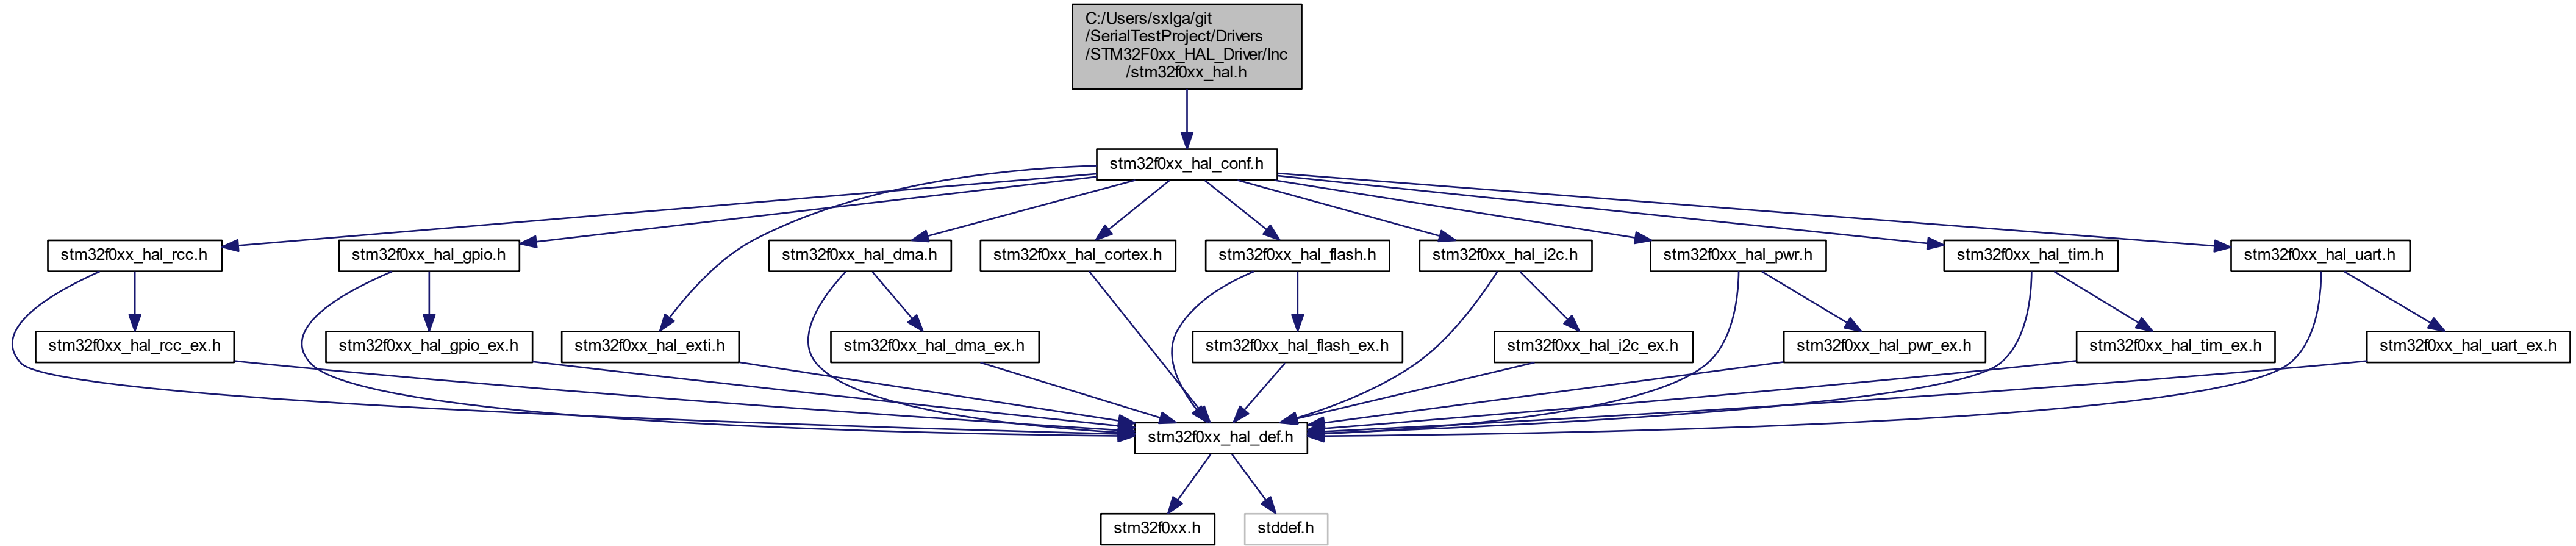 C:/Users/sxlga/git
/SerialTestProject/Drivers
/STM32F0xx_HAL_Driver/Inc
/stm32f0xx_hal.h
stm32f0xx_hal_conf.h
stm32f0xx_hal_rcc.h
stm32f0xx_hal_gpio.h
stm32f0xx_hal_dma.h
stm32f0xx_hal_cortex.h
stm32f0xx_hal_flash.h
stm32f0xx_hal_i2c.h
stm32f0xx_hal_pwr.h
stm32f0xx_hal_tim.h
stm32f0xx_hal_uart.h
stm32f0xx_hal_rcc_ex.h
stm32f0xx_hal_gpio_ex.h
stm32f0xx_hal_exti.h
stm32f0xx_hal_dma_ex.h
stm32f0xx_hal_flash_ex.h
stm32f0xx_hal_i2c_ex.h
stm32f0xx_hal_pwr_ex.h
stm32f0xx_hal_tim_ex.h
stm32f0xx_hal_uart_ex.h
stm32f0xx_hal_def.h
stm32f0xx.h
stddef.h